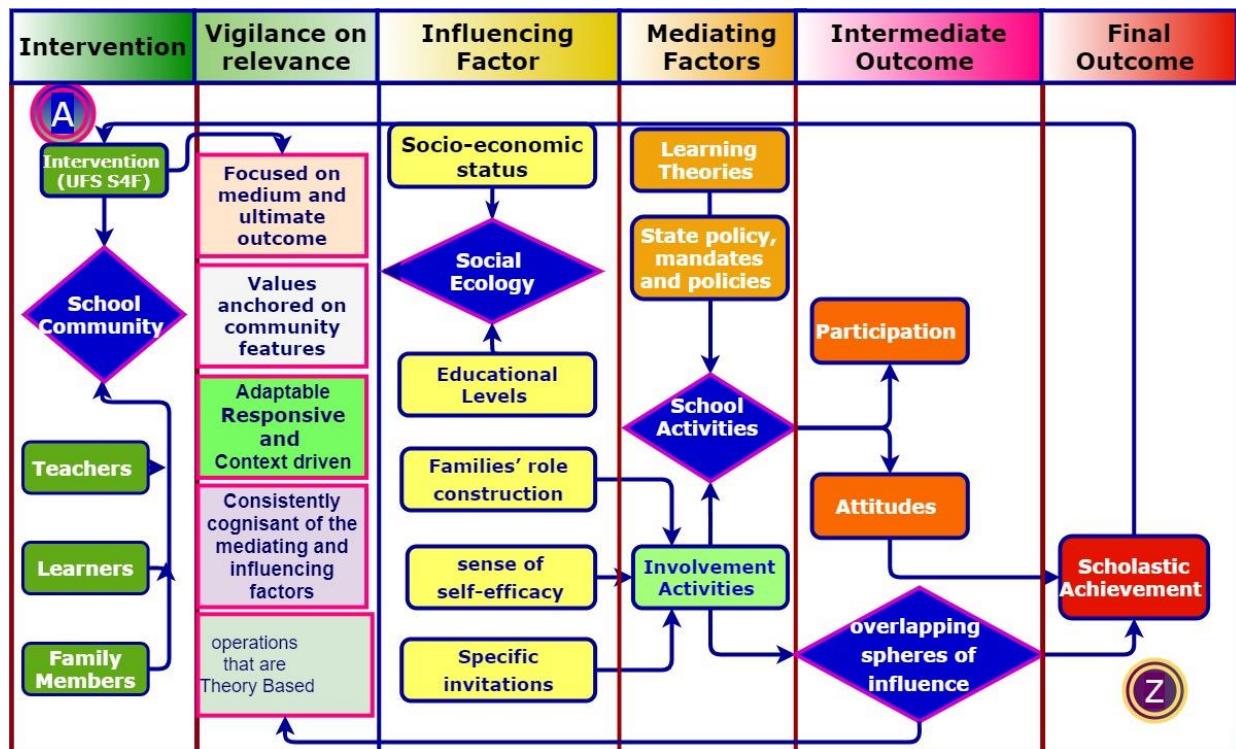 Intervention
Vigilance on
relevance
Influencing
Factor
Mediating
Factors
Intermediate
Outcome
Final
Outcome
A
Intervention
(UFS S4F)
School
Community
Teachers
Learners
Family
Members
Focused on
medium and
ultimate
outcome
Values
anchored on
community
features
Adaptable
Responsive
and
Context driven
Consistently
cognisant of the
mediating and
influencing
factors
operations
that are
Theory Based
Socio-economic
status
Social
Ecology
Educational
Levels
Families’ role
construction
sense of
self-efficacy
Specific
invitations
Learning
Theories
State policy,
mandates
and policies
School
Activities
Involvement
Activities
Participation
Attitudes
overlapping
spheres of
influence
Scholastic
Achievement
Z